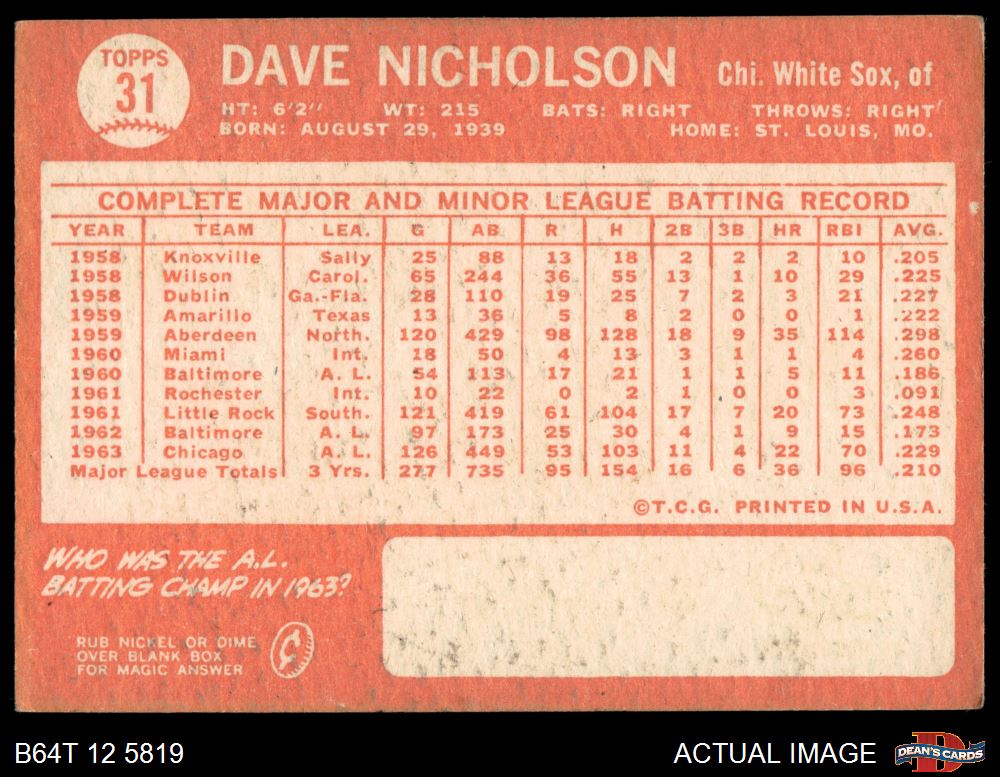 TOPPS
31
DAVE NICHOLSON Chi. White Sox, of
HT: 6'2" WT: 215 BATS: RIGHT THROWS: RIGHT
BORN: AUGUST 29, 1939 HOME: ST. LOUIS, MO.
COMPLETE MAJOR AND MINOR LEAGUE BATTING RECORD
YEAR TEAM LEA. G AB R H 2B 3B HR RBI AVG.
1958 Knoxville Sally 25 88 13 18 2 2 2 10 .205
1958 Wilson Carol. 65 244 36 55 13 1 10 29 .225
1958 Dublin Ga.-Fla. 28 110 19 25 7 2 3 21 .227
1959 Amarillo Texas 13 36 5 8 2 0 0 1 .222
1959 Aberdeen North. 120 429 98 128 18 9 35 114 .298
1960 Miami Int. 18 50 4 13 3 1 1 4 .260
1960 Baltimore A. L. 54 113 17 21 1 1 5 11 .186
1961 Rochester Int. 10 22 0 2 1 0 0 3 .091
1961 Little Rock South. 121 419 61 104 17 7 20 73 .248
1962 Baltimore A. L. 97 173 25 30 4 1 9 15 .173
1963 Chicago A. L. 126 449 53 103 11 4 22 70 .229
Major League Totals 3 Yrs. 277 735 95 154 16 6 36 96 .210
©T.C.G. PRINTED IN U.S.A.
WHO WAS THE A.L.
BATTING CHAMP IN 1963?
RUB NICKEL OR DIME
OVER BLANK BOX
FOR MAGIC ANSWER
B64T 12 5819 ACTUAL IMAGE DEAN'S CARDS